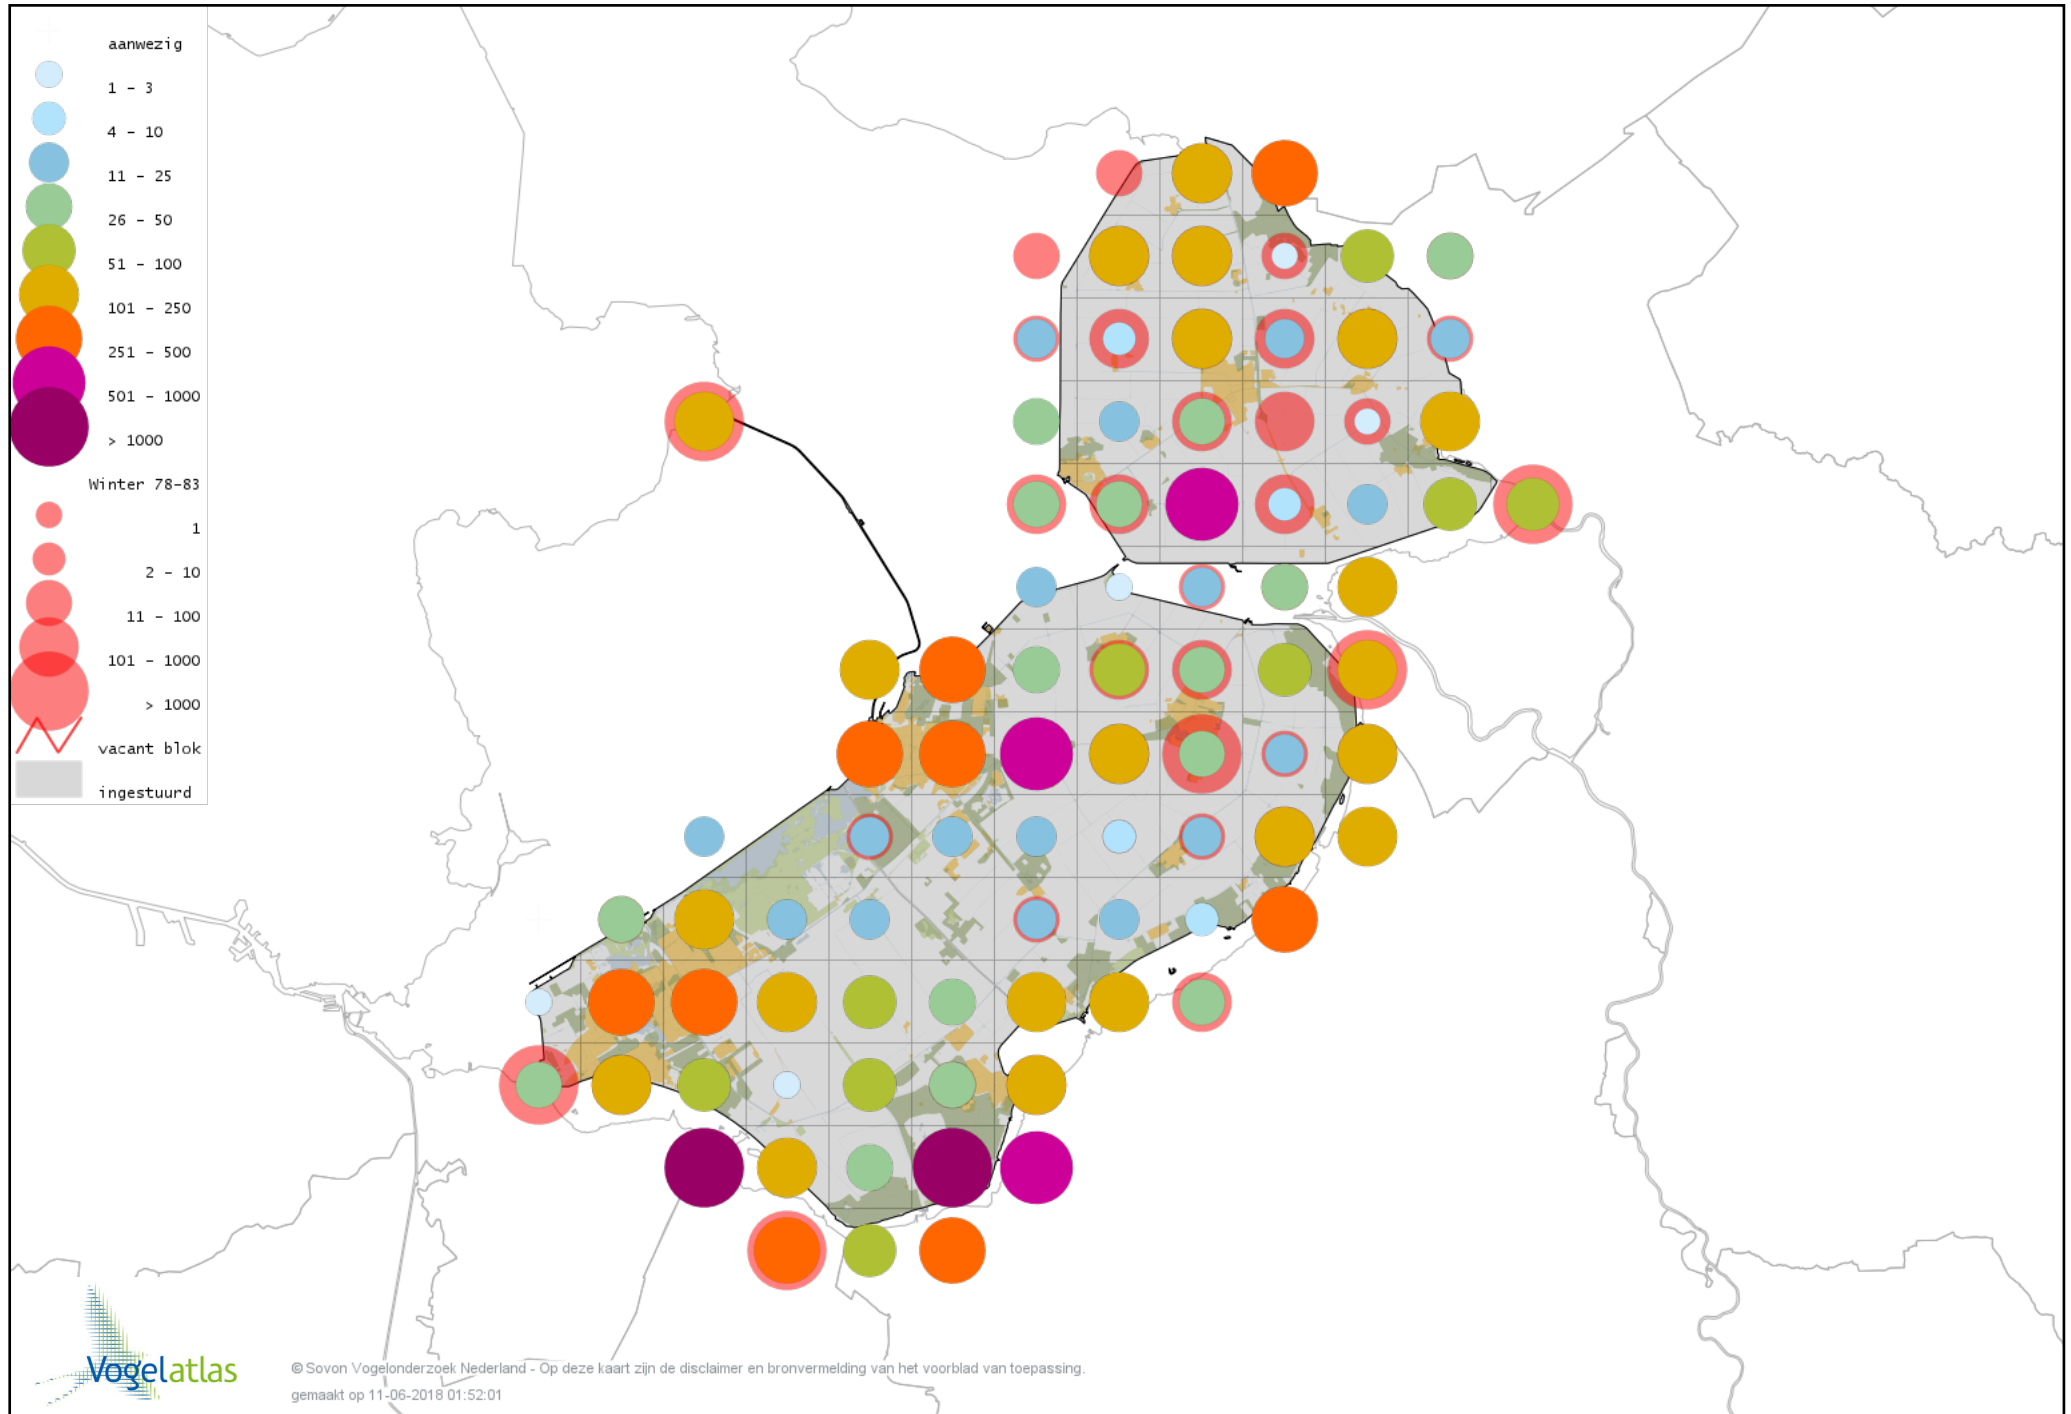 aanwezig
1 - 3
4 - 10
11 - 25
26 - 50
51 - 100
101 - 250
251 - 500
501 - 1000
> 1000
Winter 78-83
1
2 - 10
11 - 100
101 - 1000
> 1000
vacant blok
ingestuurd
Vogelatlas
© Sovon Vogelonderzoek Nederland - Op deze kaart zijn de disclaimer en bronvermelding van het voorblad van toepassing.
gemaakt op 11-06-2018 01:52:01